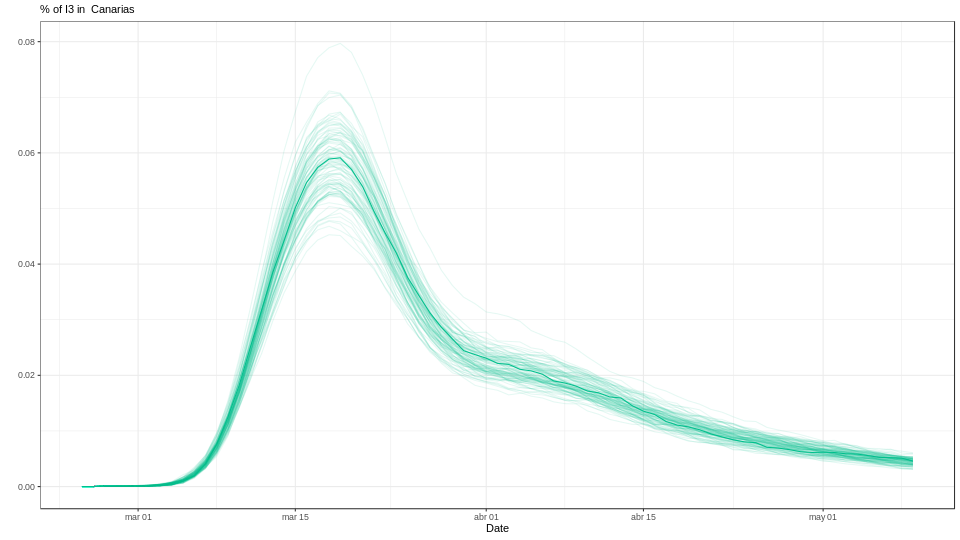 % of I3 in  Canarias
0.08
0.06
0.04
0.02
0.00
mar 01
mar 15
abr 01
abr 15
may 01
Date